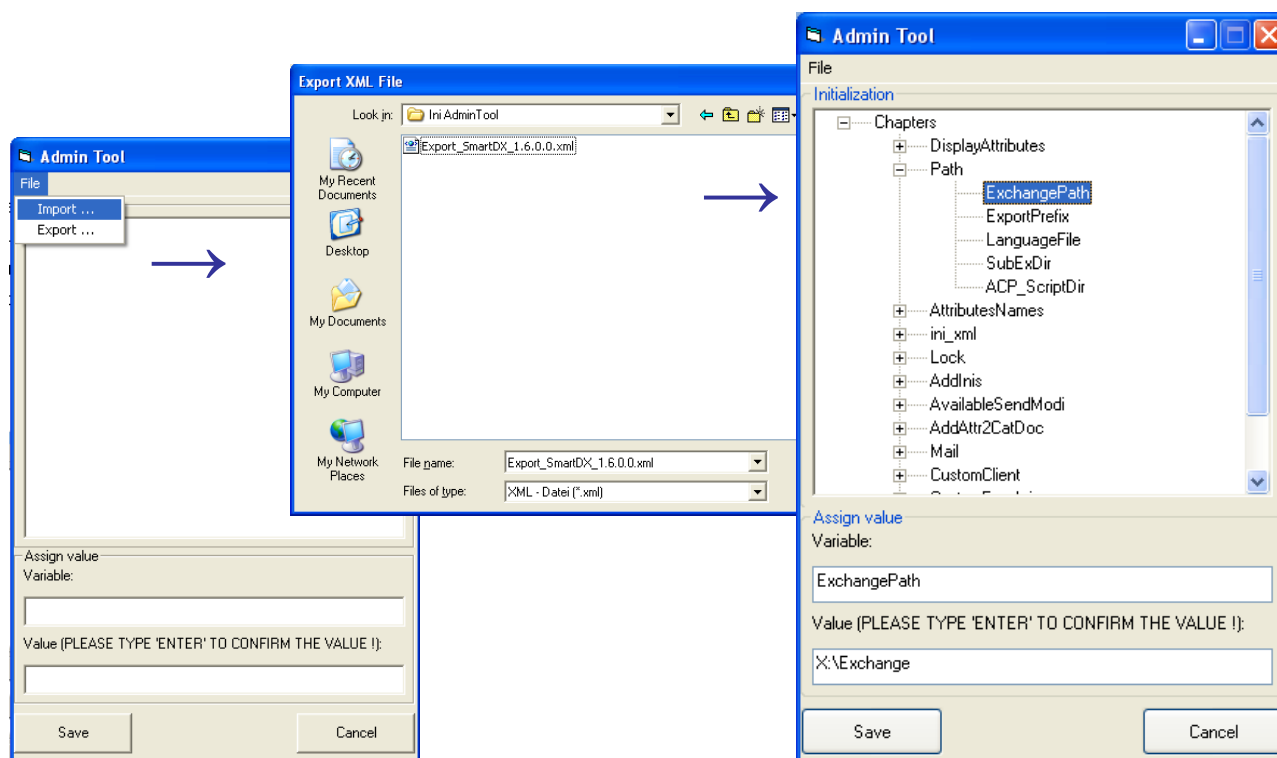 Admin Tool
File
Import ...
Export ...
Assign value
Variable:
Value (PLEASE TYPE 'ENTER' TO CONFIRM THE VALUE !):
Save
Cancel
Export XML File
Look in:
Ini AdminTool
Export_SmartDX_1.6.0.0.xml
My Recent
Documents
Desktop
My Documents
My Computer
My Network
Places
File name:
Export_SmartDX_1.6.0.0.xml
Files of type:
XML - Datei (*.xml)
Admin Tool
File
Initialization
Chapters
DisplayAttributes
Path
ExchangePath
ExportPrefix
LanguageFile
SubExDir
ACP_ScriptDir
AttributesNames
ini_xml
Lock
AddInis
AvailableSendModi
AddAttr2CatDoc
Mail
CustomClient
Assign value
Variable:
ExchangePath
Value (PLEASE TYPE 'ENTER' TO CONFIRM THE VALUE !):
X:\Exchange
Save
Cancel